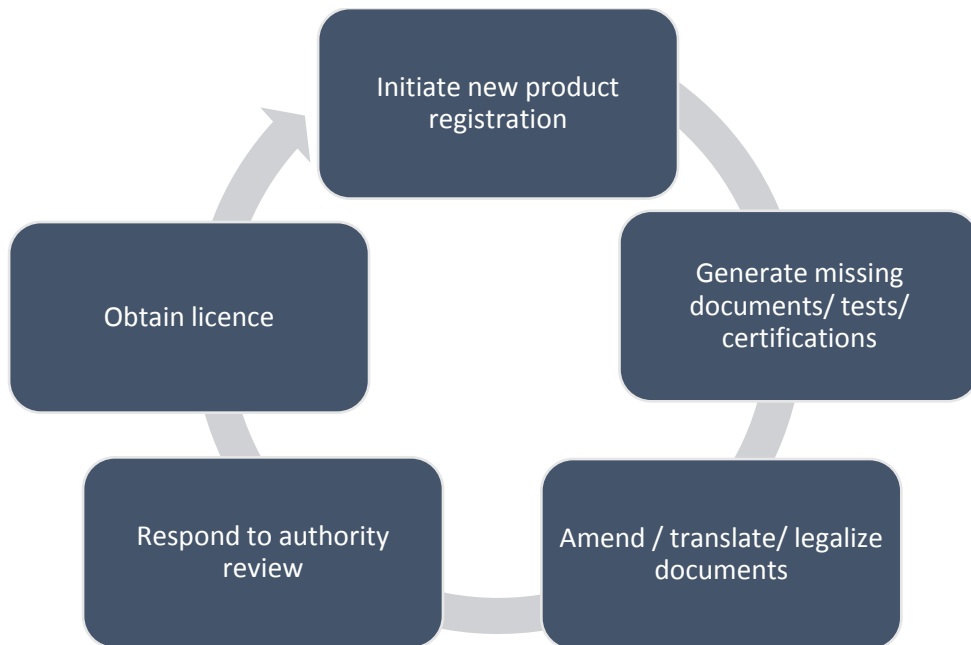 Initiate new product
registration
Generate missing
documents/ tests/
certifications
Amend / translate/ legalize
documents
Respond to authority
review
Obtain licence